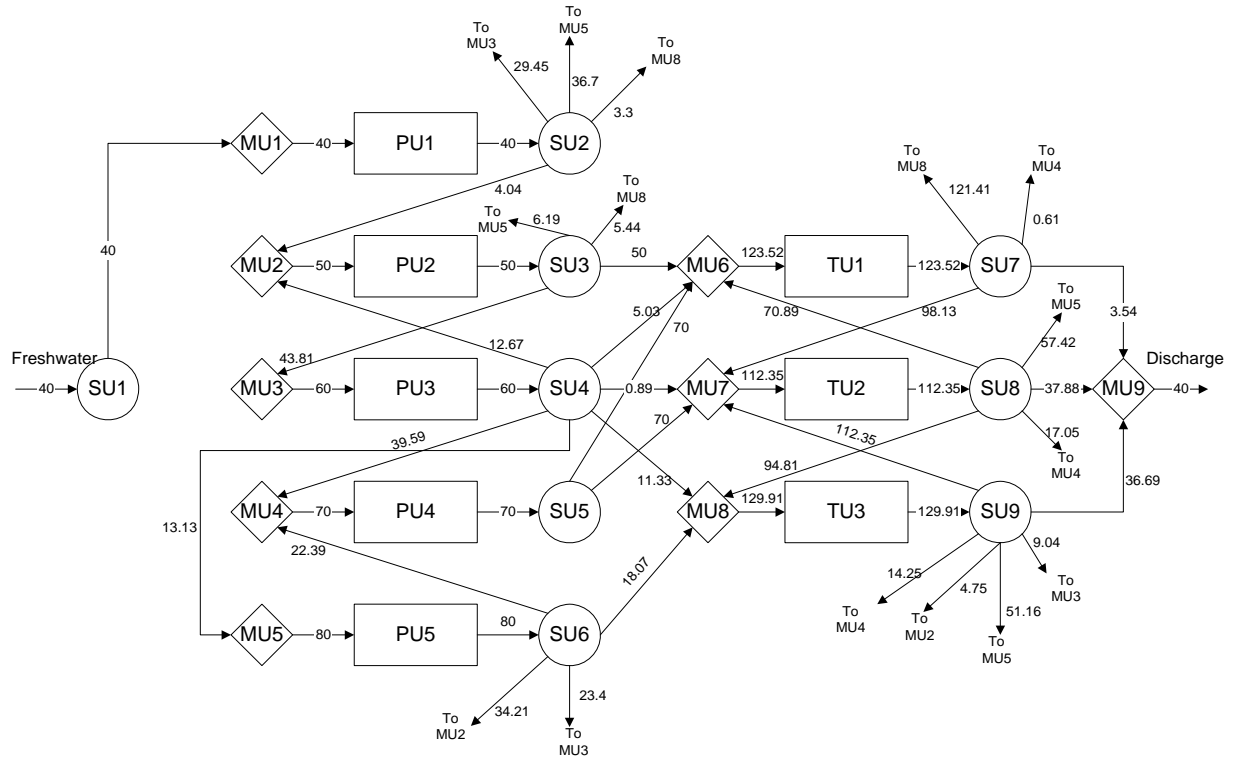 To
MU3
To
MU5
To
MU8
29.45
36.7
3.3
MU1
40
PU1
40
SU2
To
MU8
To
MU4
4.04
To
MU5
6.19
To
MU8
5.44
121.41
0.61
40
MU2
50
PU2
50
SU3
50
MU6
123.52
TU1
123.52
SU7
5.03
70
70.89
98.13
To
MU5
3.54
12.67
43.81
57.42
Freshwater
40
SU1
MU3
60
PU3
60
SU4
0.89
MU7
112.35
TU2
112.35
SU8
37.88
MU9
Discharge
40
39.59
70
112.35
17.05
To
MU4
11.33
94.81
36.69
13.13
MU4
70
PU4
70
SU5
MU8
129.91
TU3
129.91
SU9
22.39
18.07
9.04
14.25
4.75
51.16
To
MU3
To
MU4
To
MU2
To
MU5
MU5
80
PU5
80
SU6
34.21
23.4
To
MU2
To
MU3